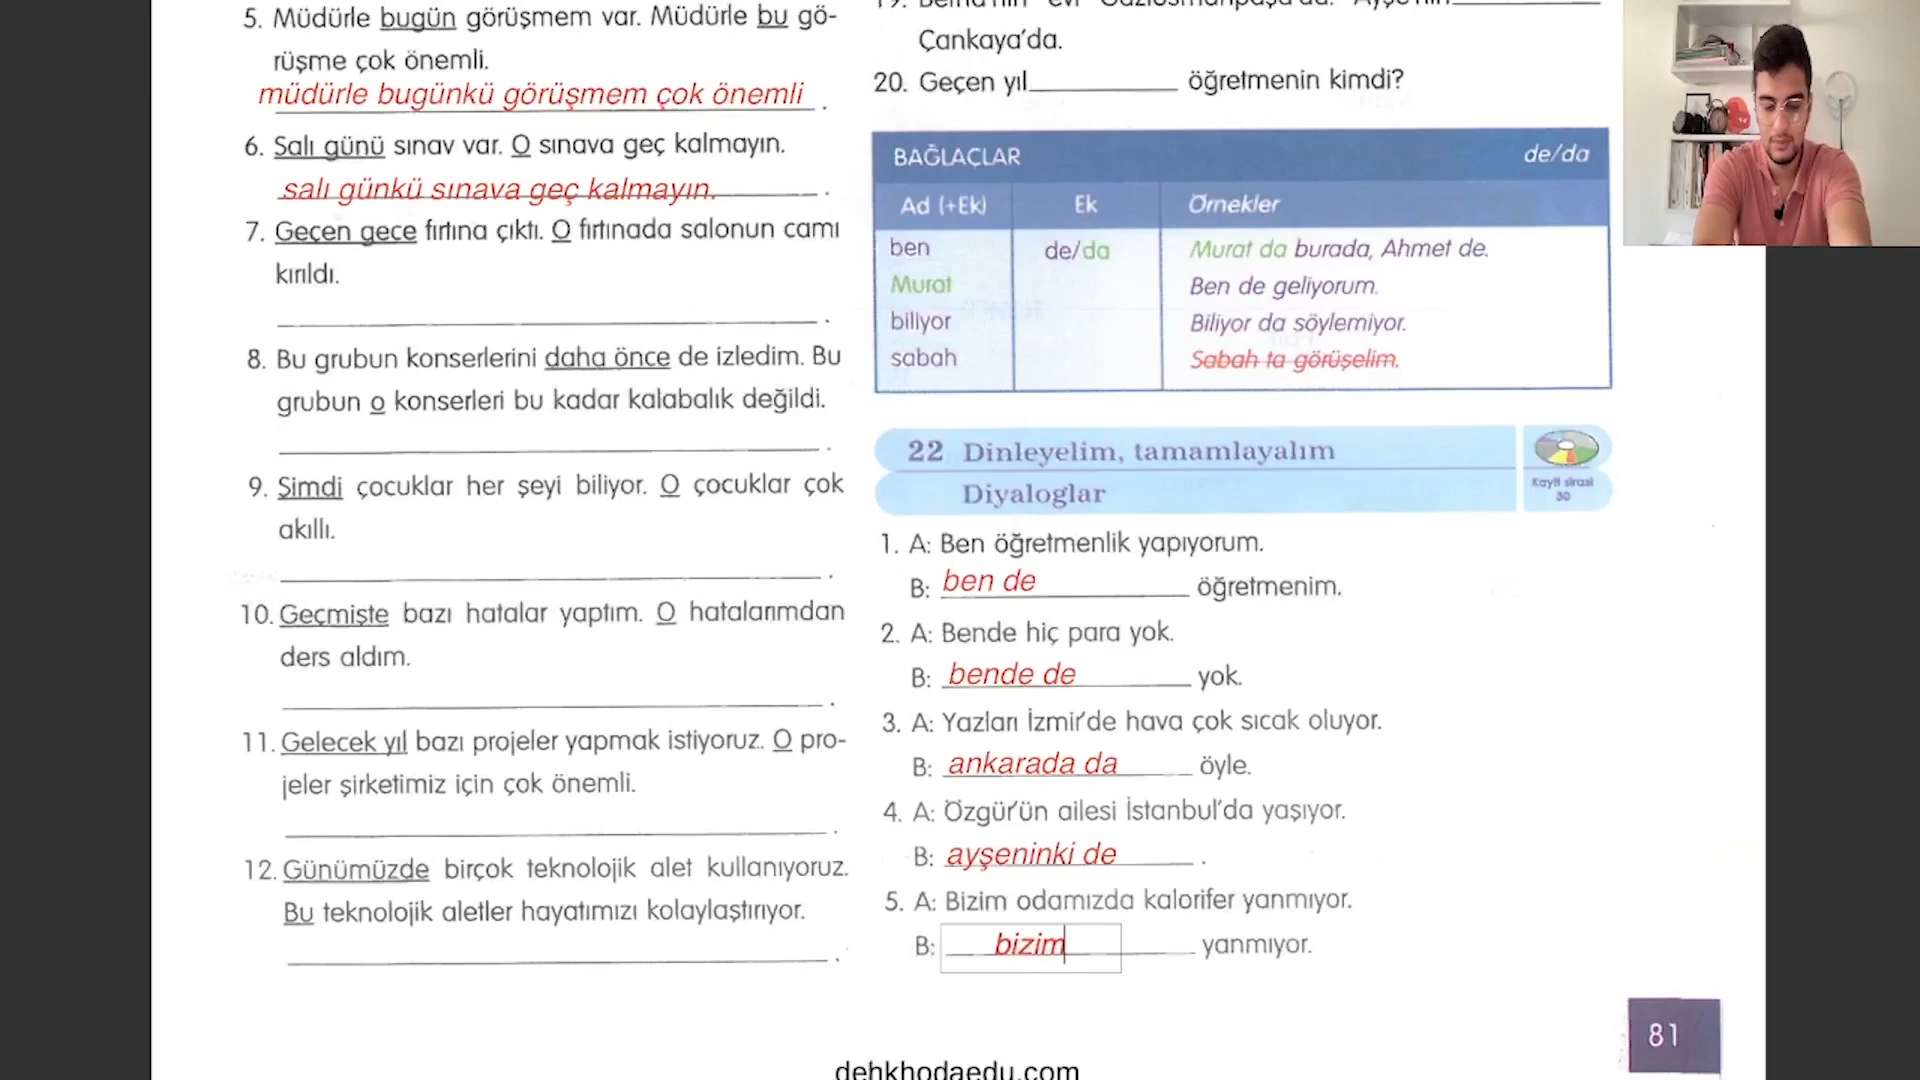 5. Müdürle bugün görüşmem var. Müdürle bu gö-
rüşme çok önemli.
müdürle bugünkü görüşmem çok önemli .
6. Salı günü sınav var. O sınava geç kalmayın.
salı günkü sınava geç kalmayın. .
7. Geçen gece fırtına çıktı. O fırtınada salonun camı
kırıldı.
.
8. Bu grubun konserlerini daha önce de izledim. Bu
grubun o konserleri bu kadar kalabalık değildi.
.
9. Şimdi çocuklar her şeyi biliyor. O çocuklar çok
akıllı.
.
10. Geçmişte bazı hatalar yaptım. O hatalarımdan
ders aldım.
.
11. Gelecek yıl bazı projeler yapmak istiyoruz. O pro-
jeler şirketimiz için çok önemli.
.
12. Günümüzde birçok teknolojik alet kullanıyoruz.
Bu teknolojik aletler hayatımızı kolaylaştırıyor.
.
19. Berna'nın evi Gaziosmanpaşa'da. Ayşe'nin
Çankaya'da.
20. Geçen yıl öğretmenin kimdi?
BAĞLAÇLAR de/da
Ad (+Ek) Ek Örnekler
ben de/da Murat da burada, Ahmet de.
Murat Ben de geliyorum.
biliyor Biliyor da söylemiyor.
sabah Sabah ta görüşelim.
22 Dinleyelim, tamamlayalım
Diyaloglar
Kayıt sırası
30
1. A: Ben öğretmenlik yapıyorum.
B: ben de öğretmenim.
2. A: Bende hiç para yok.
B: bende de yok.
3. A: Yazları İzmir'de hava çok sıcak oluyor.
B: ankarada da öyle.
4. A: Özgür'ün ailesi İstanbul'da yaşıyor.
B: ayşeninki de .
5. A: Bizim odamızda kalorifer yanmıyor.
B: bizim yanmıyor.
81
dehkhodaedu.com